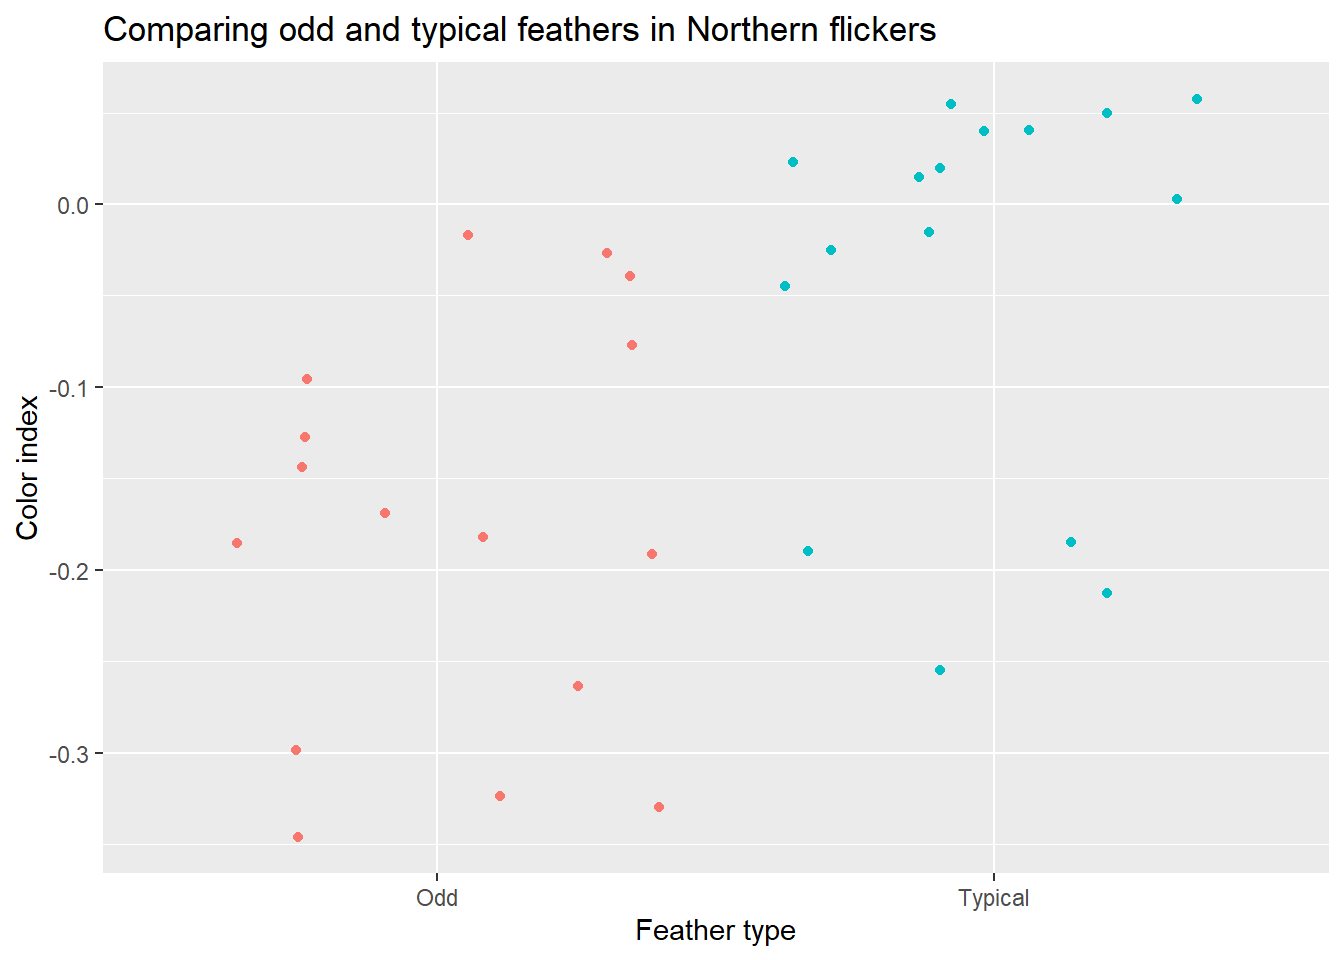 Comparing odd and typical feathers in Northern flickers
0.0
-0.1
-0.2
-0.3
Color index
Odd
Typical
Feather type